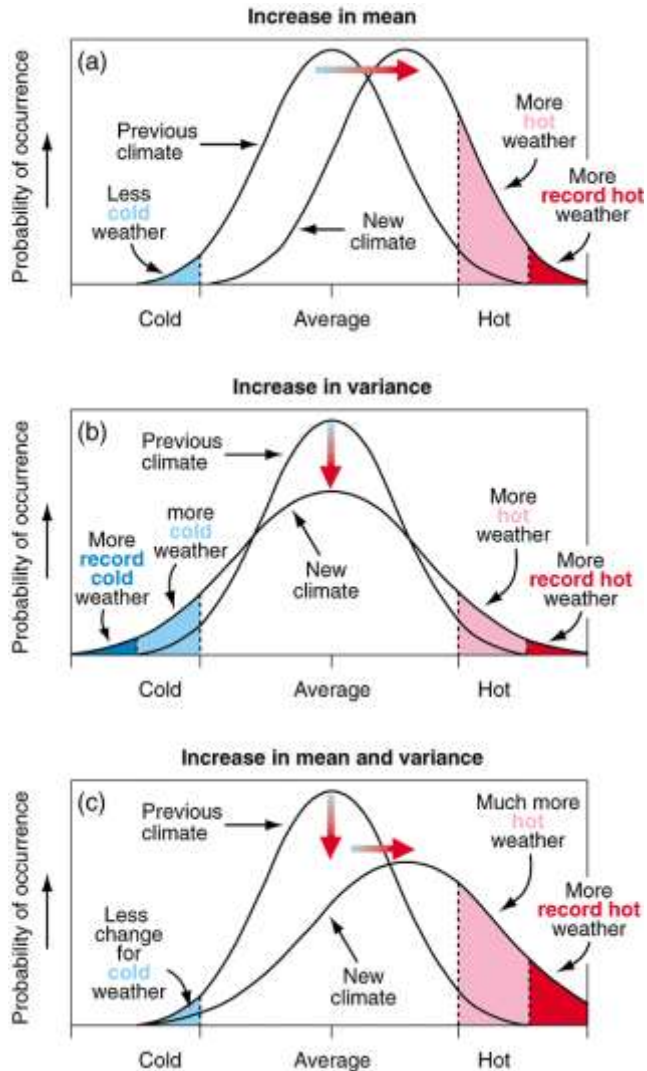 Increase in mean
(a)
Probability of occurrence
Previous
climate
Less
cold
weather
New
climate
More
hot
weather
More
record hot
weather
Cold
Average
Hot
Increase in variance
(b)
Probability of occurrence
Previous
climate
more
cold
weather
More
record
cold
weather
New
climate
More
hot
weather
More
record hot
weather
Cold
Average
Hot
Increase in mean and variance
(c)
Probability of occurrence
Previous
climate
Less
change
for
cold
weather
New
climate
Much more
hot
weather
More
record hot
weather
Cold
Average
Hot